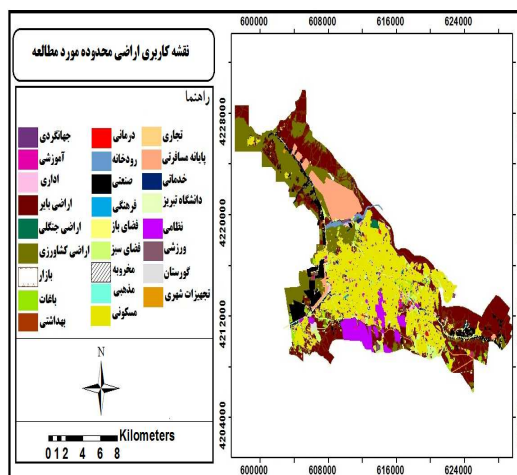 نقشه کاربری اراضی محدوده مورد مطالعه
راهنما
جهانگردی
آموزشی
اداری
اراضی بایر
اراضی جنگلی
اراضی کشاورزی
بازار
باغات
بهداشتی
درمانی
رودخانه
صنعتی
فرهنگی
فضای باز
فضای سبز
مخروبه
مذهبی
مسکونی
تجاری
پایانه مسافرتی
خدماتی
دانشگاه تبریز
نظامی
ورزشی
گورستان
تجهیزات شهری
N
Kilometers
0 1 2 4 6 8
600000 608000 616000 624000
4228000
4220000
4212000
4204000
600000 608000 616000 624000